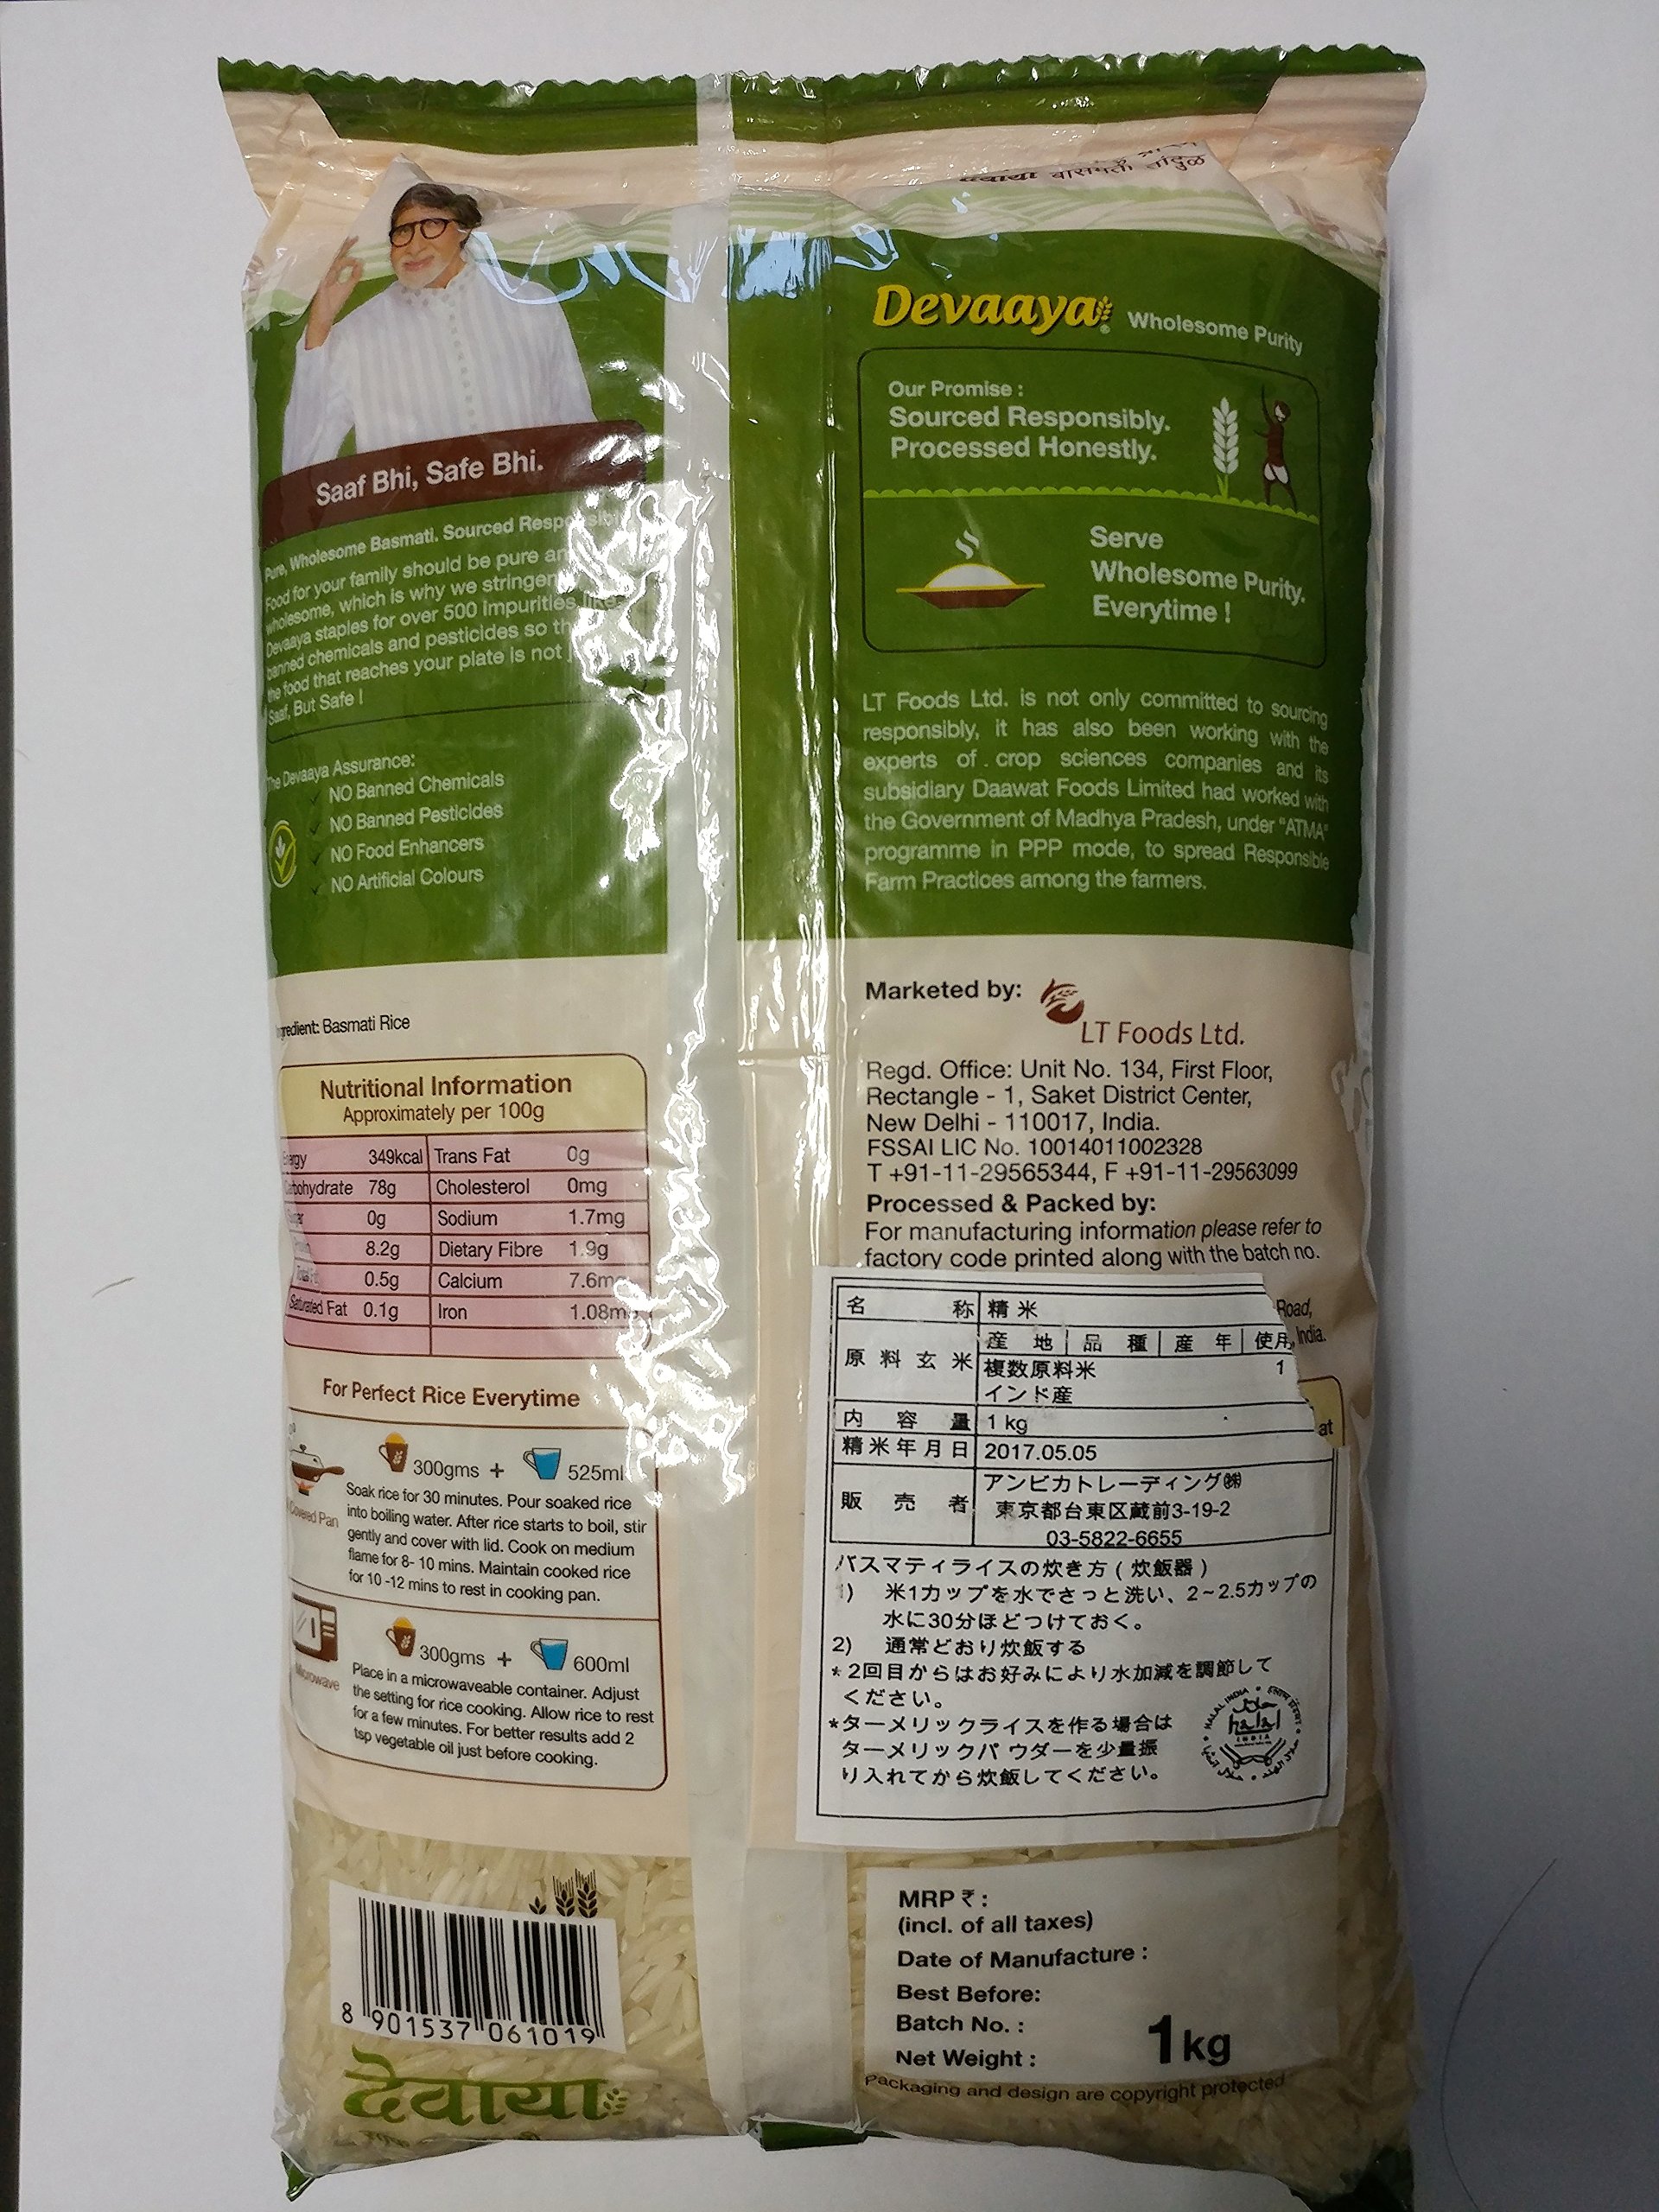 बासमती तांदुळ
Saaf Bhi, Safe Bhi.
Pure, Wholesome Basmati. Sourced
Food for your family should be pure
wholesome, which is why we
Devaaya staples for over 500 impurities like
banned chemicals and pesticides so
the food that reaches your plate is not
Saaf, But Safe !
The Devaaya Assurance:
NO Banned Chemicals
NO Banned Pesticides
NO Food Enhancers
NO Artificial Colours
Ingredient: Basmati Rice
Nutritional Information
Approximately per 100g
Energy 349kcal Trans Fat 0g
Carbohydrate 78g Cholesterol 0mg
0g Sodium 1.7mg
8.2g Dietary Fibre 1.9g
Total Fat 0.5g Calcium 7.6mg
Saturated Fat 0.1g Iron 1.08mg
For Perfect Rice Everytime
300gms + 525ml
Covered Pan
Soak rice for 30 minutes. Pour soaked rice
into boiling water. After rice starts to boil, stir
gently and cover with lid. Cook on medium
flame for 8- 10 mins. Maintain cooked rice
for 10 -12 mins to rest in cooking pan.
300gms + 600ml
Microwave
Place in a microwaveable container. Adjust
the setting for rice cooking. Allow rice to rest
for a few minutes. For better results add 2
tsp vegetable oil just before cooking.
8 901537 061019
देवाया
Devaaya® Wholesome Purity
Our Promise :
Sourced Responsibly.
Processed Honestly.
Serve
Wholesome Purity.
Everytime !
LT Foods Ltd. is not only committed to sourcing
responsibly, it has also been working with the
experts of . crop sciences companies and its
subsidiary Daawat Foods Limited had worked with
the Government of Madhya Pradesh, under "ATMA"
programme in PPP mode, to spread Responsible
Farm Practices among the farmers.
Marketed by:
LT Foods Ltd.
Regd. Office: Unit No. 134, First Floor,
Rectangle - 1, Saket District Center,
New Delhi - 110017, India.
FSSAI LIC No. 10014011002328
T +91-11-29565344, F +91-11-29563099
Processed & Packed by:
For manufacturing information please refer to
factory code printed along with the batch no.
Road,
India.
at
名称 精米
原料玄米 産地 品種 産年 使用
複数原料米 1
インド産
内容量 1 kg
精米年月日 2017.05.05
販売者 アンビカトレーディング㈱
東京都台東区蔵前3-19-2
03-5822-6655
バスマティライスの炊き方 ( 炊飯器 )
1) 米1カップを水でさっと洗い、2~2.5カップの
水に30分ほどつけておく。
2) 通常どおり炊飯する
* 2回目からはお好みにより水加減を調節して
ください。
*ターメリックライスを作る場合は
ターメリックパ ウダーを少量振
り入れてから炊飯してください。
HALAL INDIA
halal
INDIA
MRP ₹ :
(incl. of all taxes)
Date of Manufacture :
Best Before:
Batch No. :
Net Weight : 1kg
Packaging and design are copyright protected